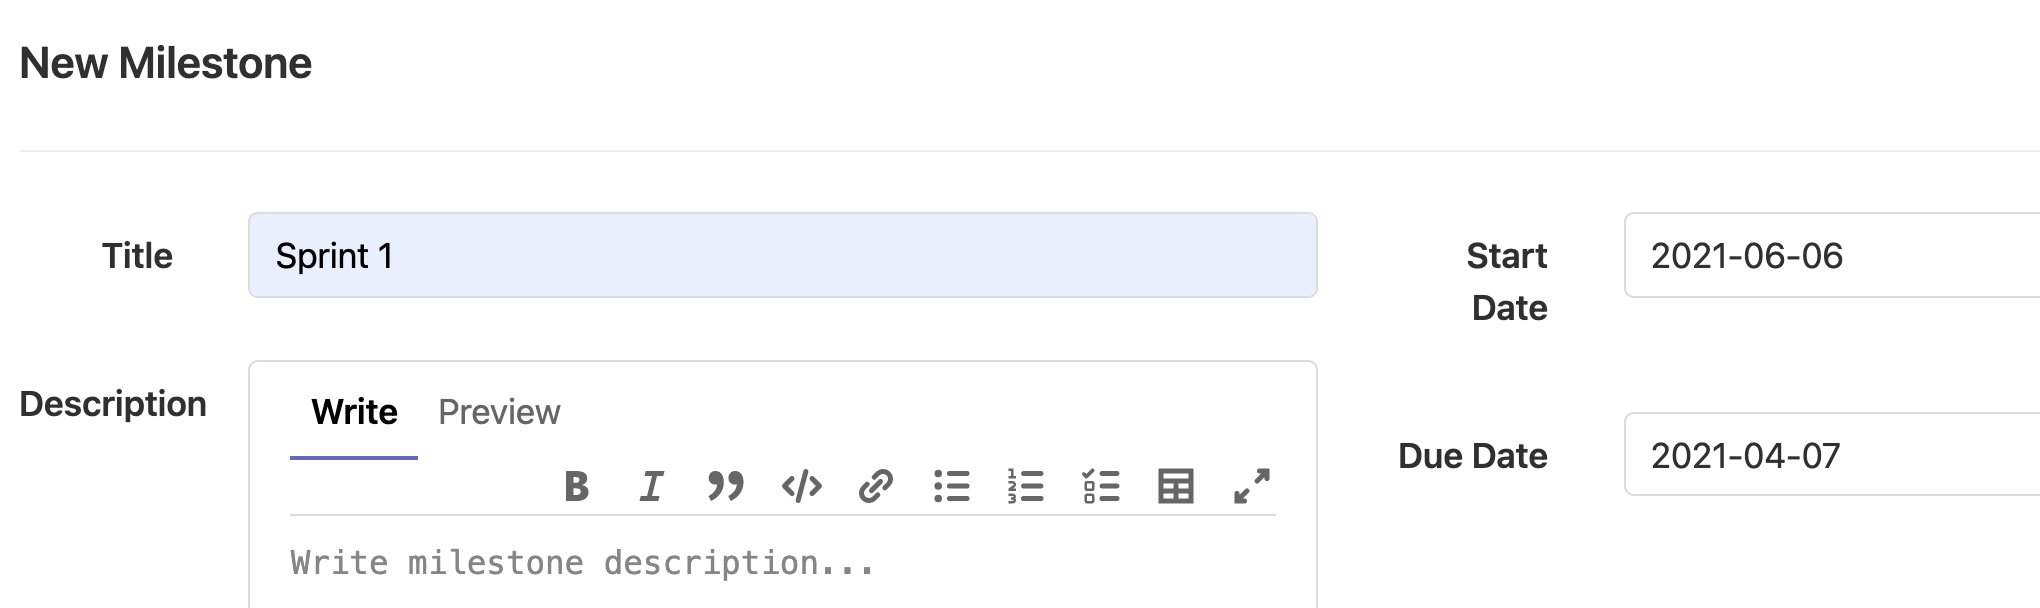 New Milestone
Title
Sprint 1
Start
Date
2021-06-06
Description
Write Preview
Due Date
2021-04-07
Write milestone description...